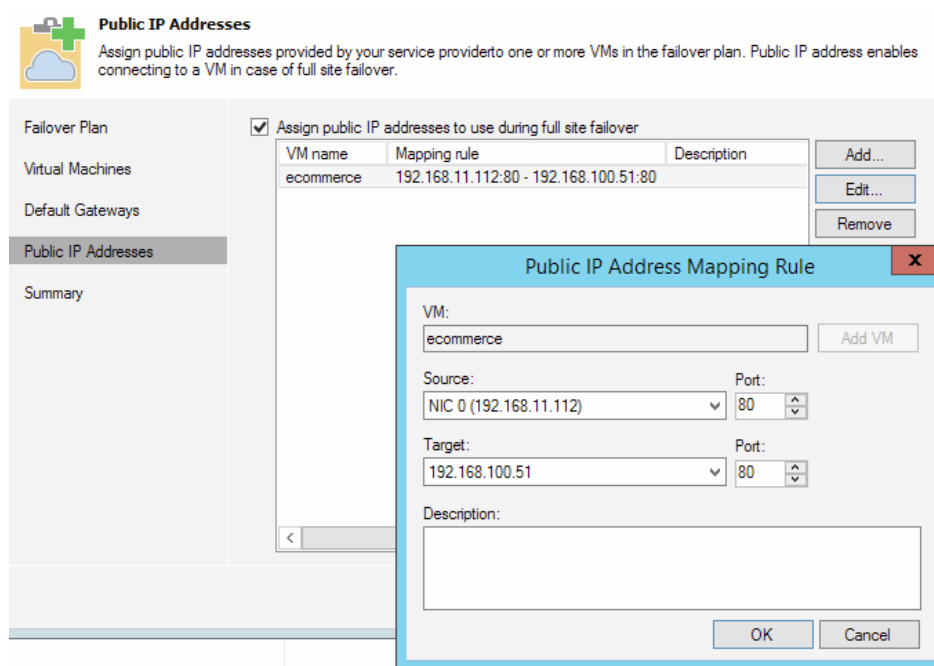 Public IP Addresses
Assign public IP addresses provided by your service providerto one or more VMs in the failover plan. Public IP address enables
connecting to a VM in case of full site failover.
Failover Plan
Virtual Machines
Default Gateways
Public IP Addresses
Summary
Assign public IP addresses to use during full site failover
VM name Mapping rule Description
ecommerce 192.168.11.112:80 - 192.168.100.51:80
Add...
Edit...
Remove
Public IP Address Mapping Rule
x
VM:
ecommerce Add VM
Source: Port:
NIC 0 (192.168.11.112) 80
Target: Port:
192.168.100.51 80
Description:
OK Cancel